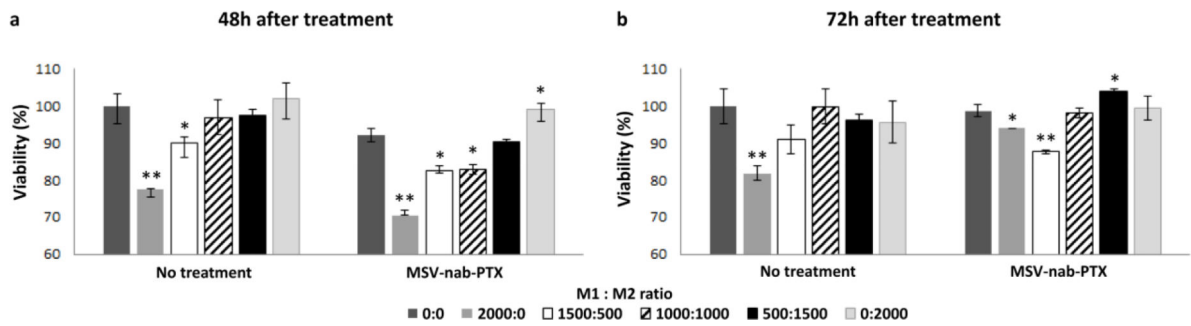 a 48h after treatment
Viability (%)
110
100
90
80
70
60
**
*
**
*
*
*
No treatment
MSV-nab-PTX
b 72h after treatment
Viability (%)
110
100
90
80
70
60
**
*
**
*
No treatment
MSV-nab-PTX
M1 : M2 ratio
0:0 2000:0 1500:500 1000:1000 500:1500 0:2000